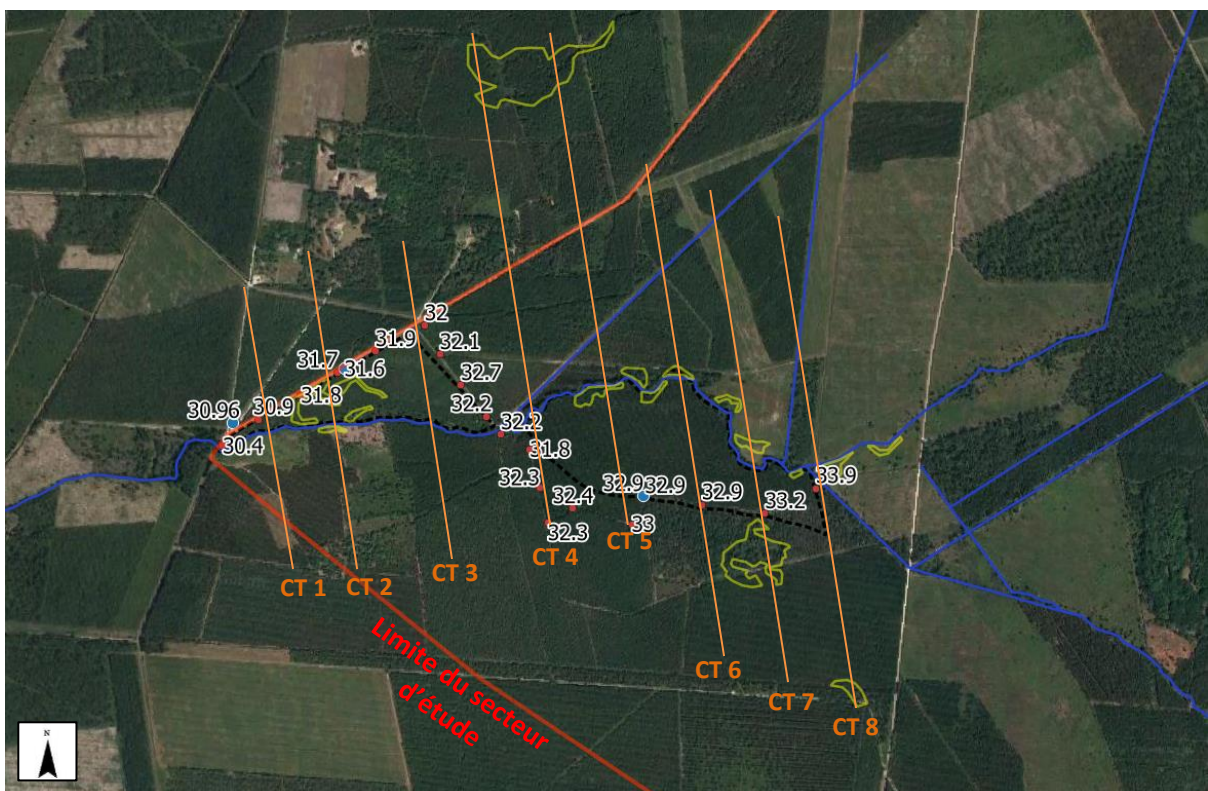 32
31.9
32.1
31.7
31.6
32.7
31.8
30.96
30.9
32.2
32.2
30.4
31.8
32.3
32.9
32.9
33.9
32.4
32.9
33.2
32.3
33
CT 1
CT 2
CT 3
CT 4
CT 5
CT 6
CT 7
CT 8
Limite du secteur
d'étude
N